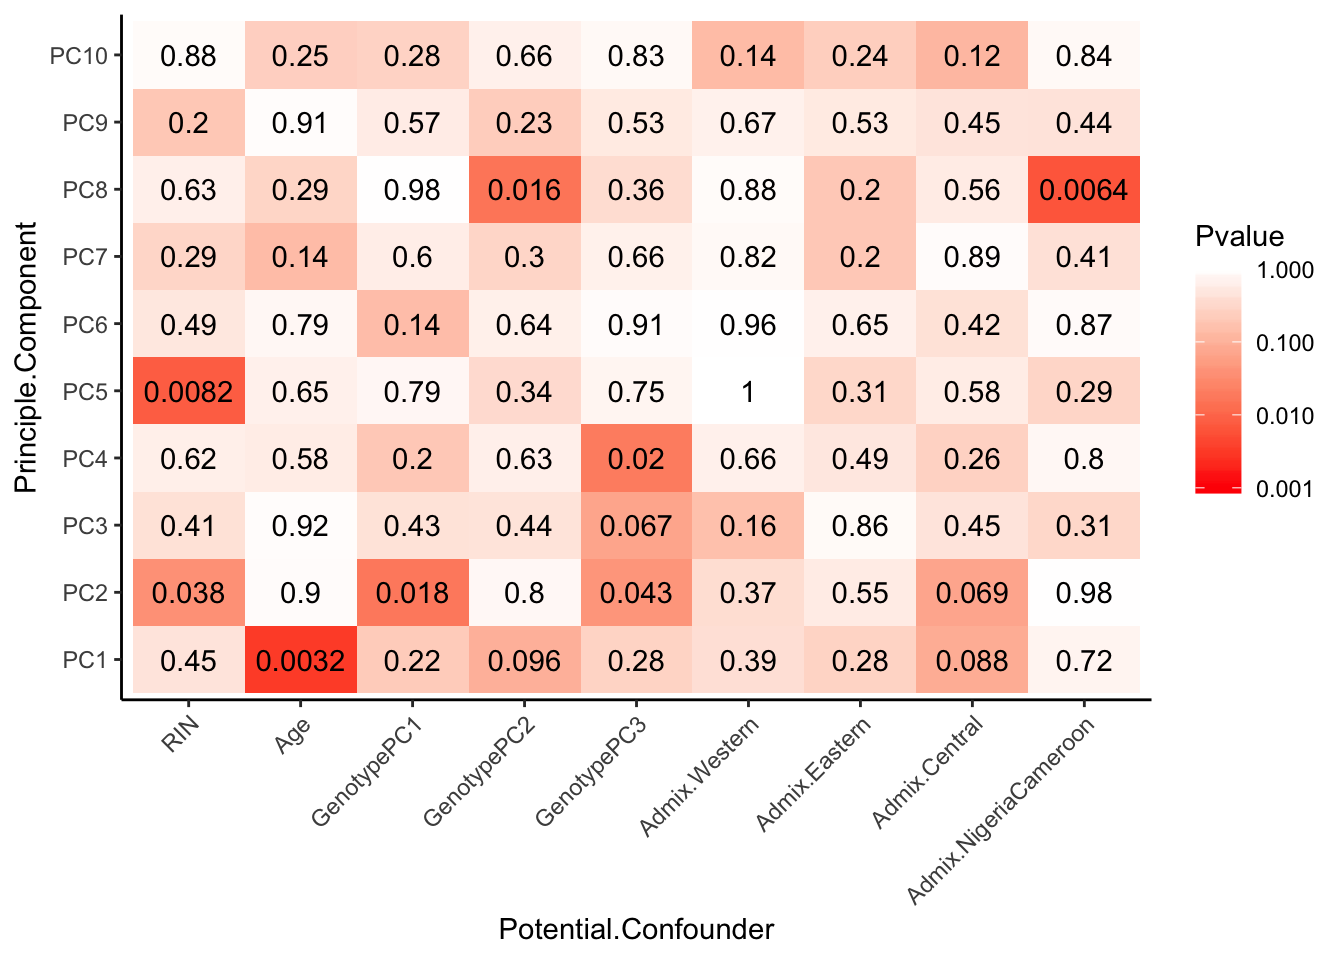 Principle.Component
PC10 0.88 0.25 0.28 0.66 0.83 0.14 0.24 0.12 0.84
PC9 0.2 0.91 0.57 0.23 0.53 0.67 0.53 0.45 0.44
PC8 0.63 0.29 0.98 0.016 0.36 0.88 0.2 0.56 0.0064
PC7 0.29 0.14 0.6 0.3 0.66 0.82 0.2 0.89 0.41
PC6 0.49 0.79 0.14 0.64 0.91 0.96 0.65 0.42 0.87
PC5 0.0082 0.65 0.79 0.34 0.75 1 0.31 0.58 0.29
PC4 0.62 0.58 0.2 0.63 0.02 0.66 0.49 0.26 0.8
PC3 0.41 0.92 0.43 0.44 0.067 0.16 0.86 0.45 0.31
PC2 0.038 0.9 0.018 0.8 0.043 0.37 0.55 0.069 0.98
PC1 0.45 0.0032 0.22 0.096 0.28 0.39 0.28 0.088 0.72
RIN
Age
GenotypePC1
GenotypePC2
GenotypePC3
Admix.Western
Admix.Eastern
Admix.Central
Admix.NigeriaCameroon
Potential.Confounder
Pvalue
1.000
0.100
0.010
0.001